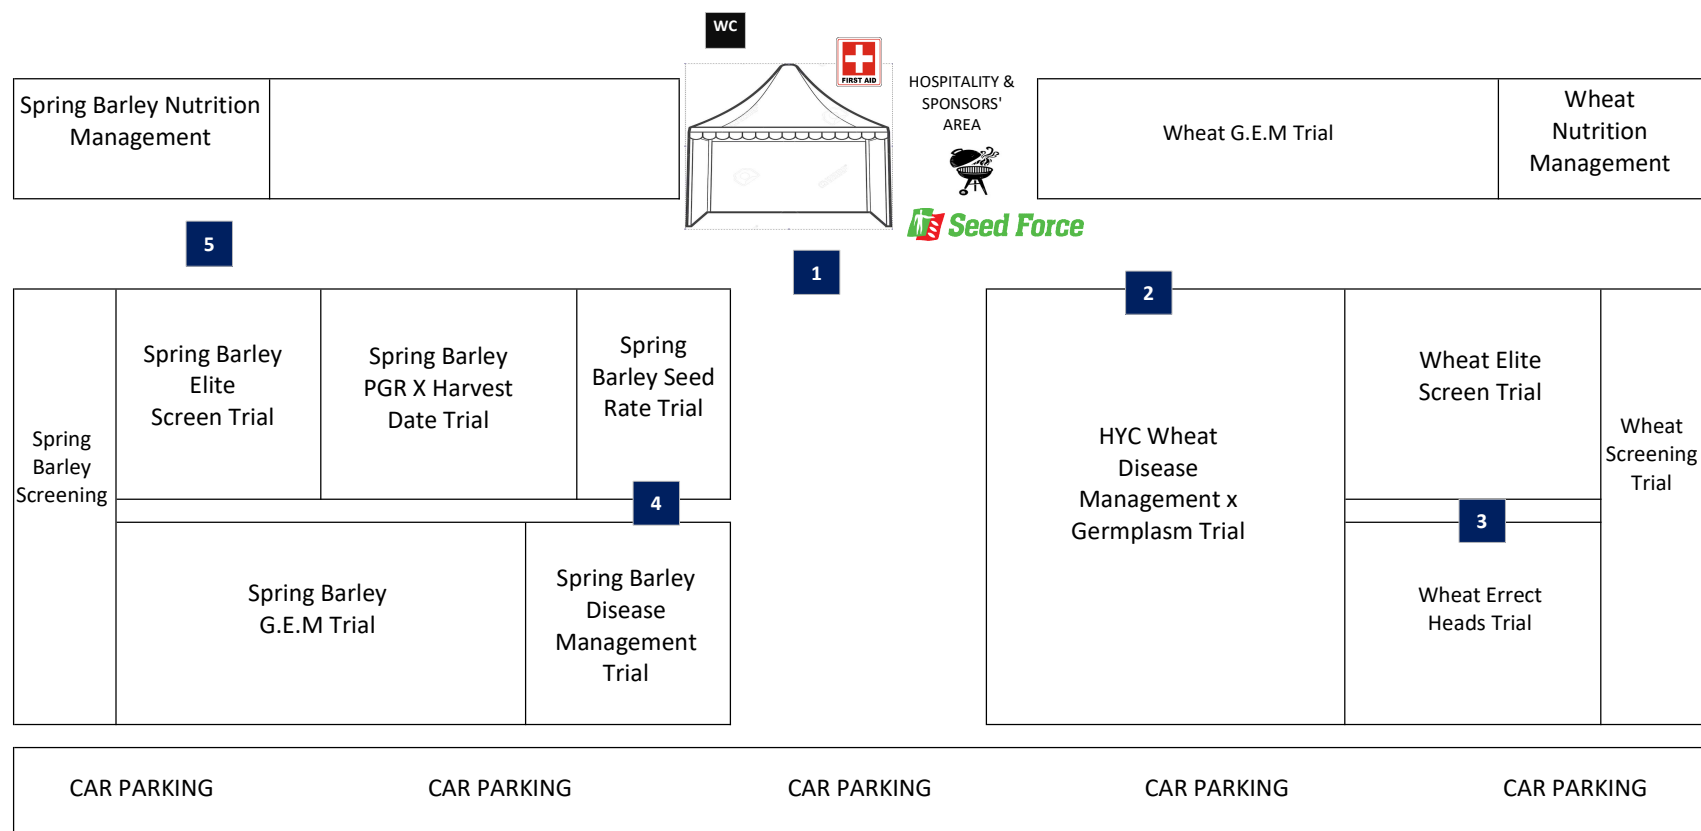 WC
FIRST AID
HOSPITALITY &
SPONSORS'
AREA
Seed Force
Spring Barley Nutrition
Management
Wheat G.E.M Trial
Wheat
Nutrition
Management
5
1
2
Spring
Barley
Screening
Spring Barley
Elite
Screen Trial
Spring Barley
PGR X Harvest
Date Trial
Spring
Barley Seed
Rate Trial
4
Spring Barley
G.E.M Trial
Spring Barley
Disease
Management
Trial
HYC Wheat
Disease
Management x
Germplasm Trial
Wheat Elite
Screen Trial
3
Wheat Errect
Heads Trial
Wheat
Screening
Trial
CAR PARKING
CAR PARKING
CAR PARKING
CAR PARKING
CAR PARKING